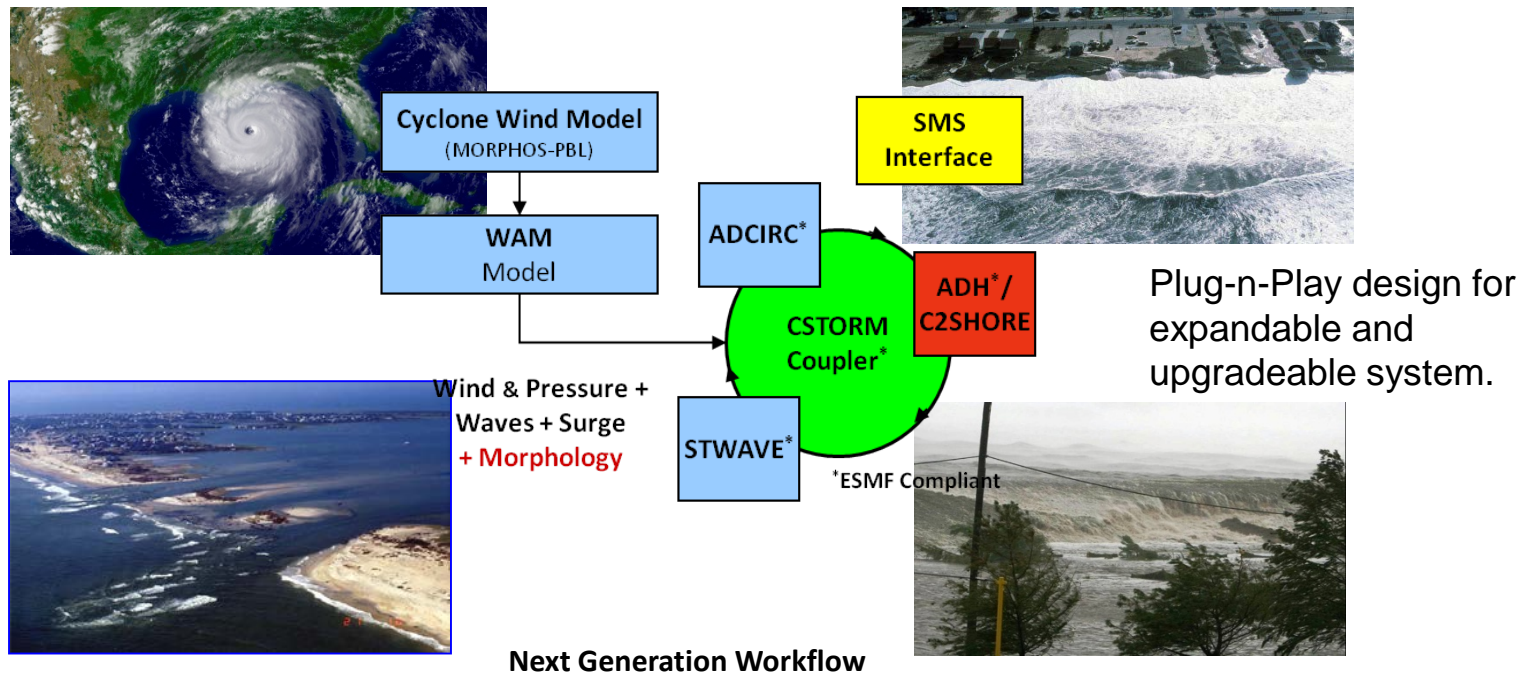 Cyclone Wind Model
(MORPHOS-PBL)
SMS
Interface
WAM
Model
ADCIRC*
ADH*/
C2SHORE
CSTORM
Coupler*
Plug-n-Play design for
expandable and
upgradeable system.
Wind & Pressure +
Waves + Surge
+ Morphology
STWAVE*
*ESMF Compliant
Next Generation Workflow